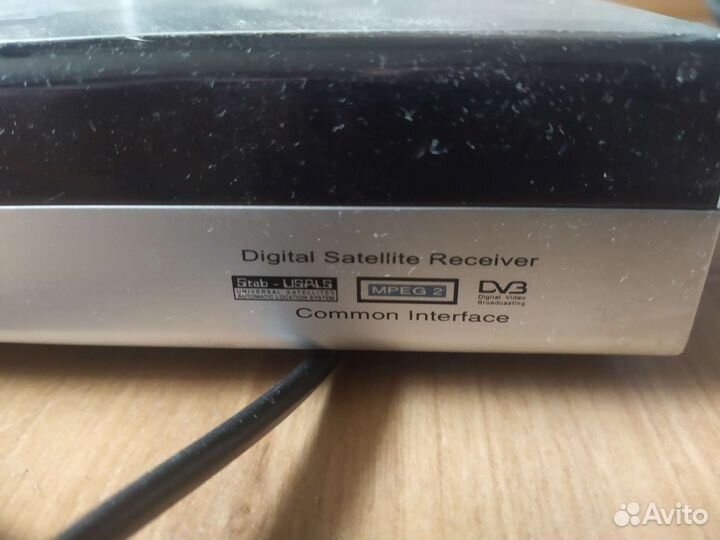 Digital Satellite Receiver
Stab - USALS
UNIVERSAL SATELLITES
AUTOMATIC LOCATION SYSTEM
MPEG 2
DVB
Digital Video
Broadcasting
Common Interface
Avito